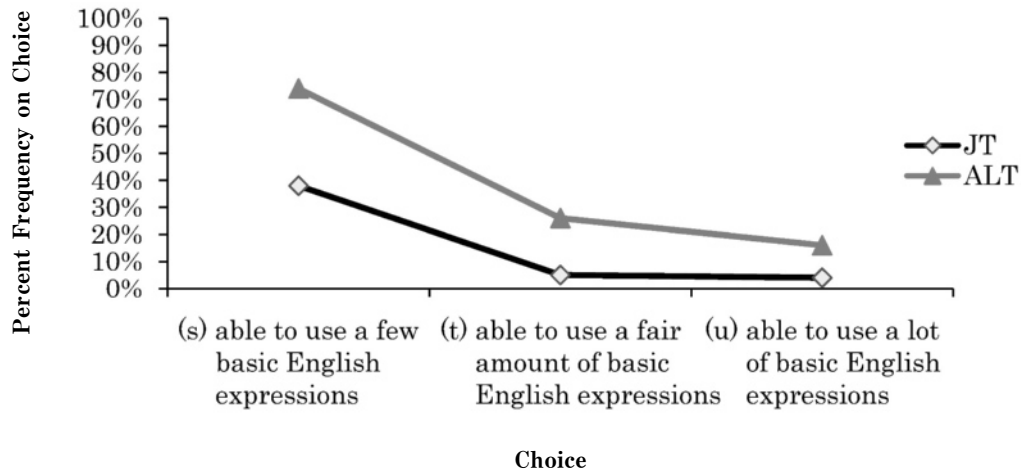 Percent Frequency on Choice
100%
90%
80%
70%
60%
50%
40%
30%
20%
10%
0%
JT
ALT
(s) able to use a few
basic English
expressions
(t) able to use a fair
amount of basic
English expressions
(u) able to use a lot
of basic English
expressions
Choice